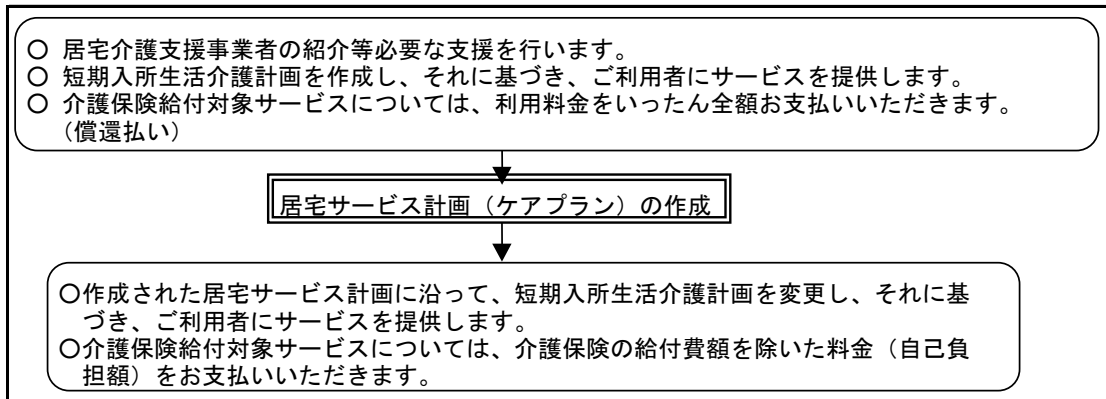 ○ 居宅介護支援事業者の紹介等必要な支援を行います。
○ 短期入所生活介護計画を作成し、それに基づき、ご利用者にサービスを提供します。
○ 介護保険給付対象サービスについては、利用料金をいったん全額お支払いいただきます。
（償還払い）
居宅サービス計画（ケアプラン）の作成
○作成された居宅サービス計画に沿って、短期入所生活介護計画を変更し、それに基
づき、ご利用者にサービスを提供します。
○介護保険給付対象サービスについては、介護保険の給付費額を除いた料金（自己負
担額）をお支払いいただきます。